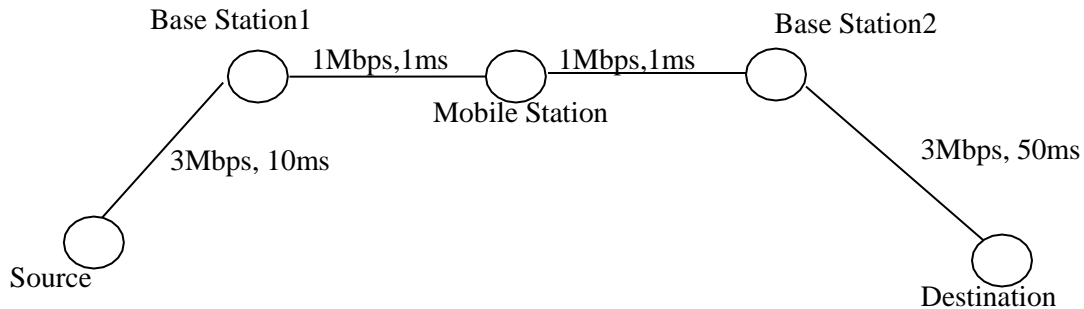 Base Station1
Base Station2
1Mbps,1ms
1Mbps,1ms
Mobile Station
3Mbps, 10ms
3Mbps, 50ms
Source
Destination